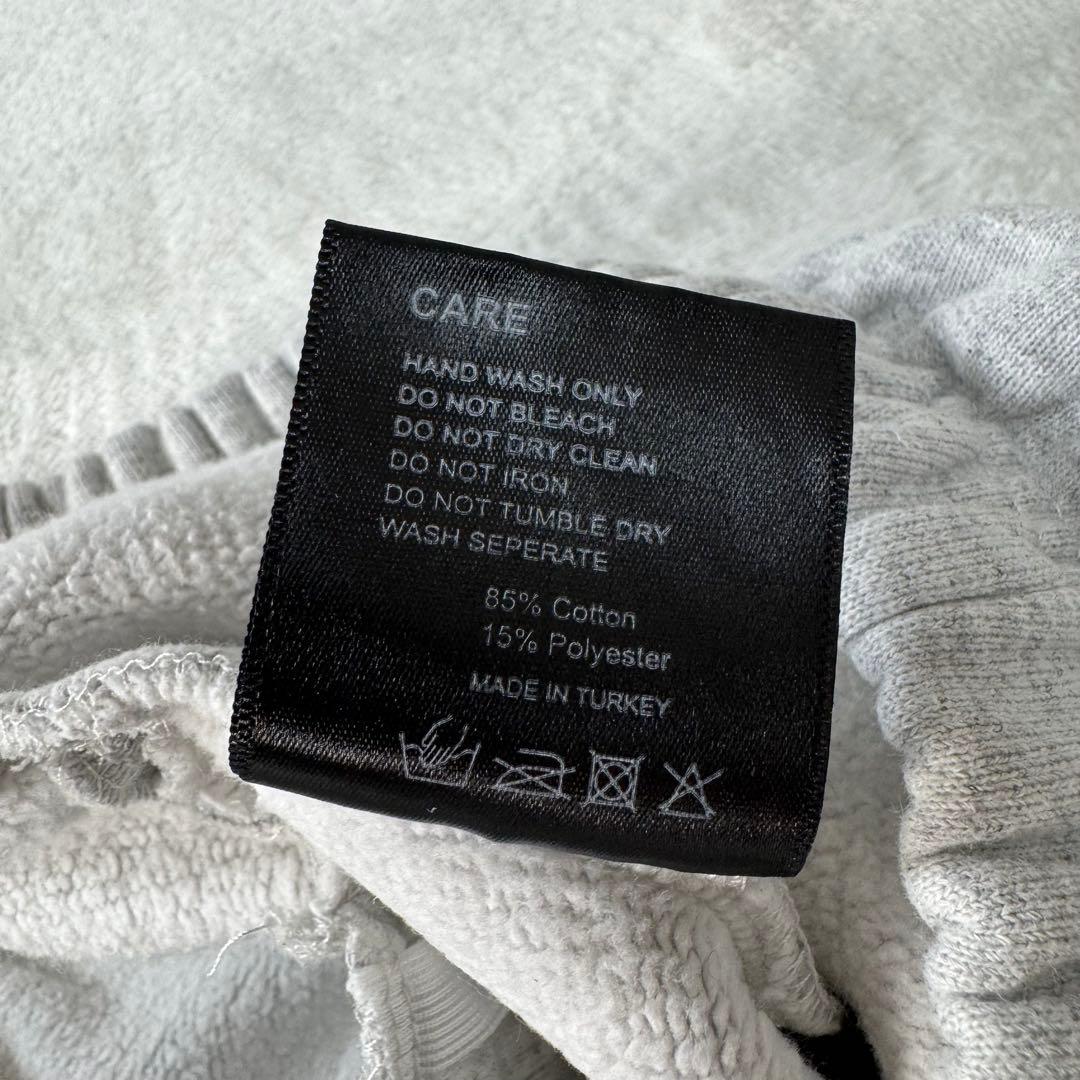 CARE
HAND WASH ONLY
DO NOT BLEACH
DO NOT DRY CLEAN
DO NOT IRON
DO NOT TUMBLE DRY
WASH SEPERATE
85% Cotton
15% Polyester
MADE IN TURKEY